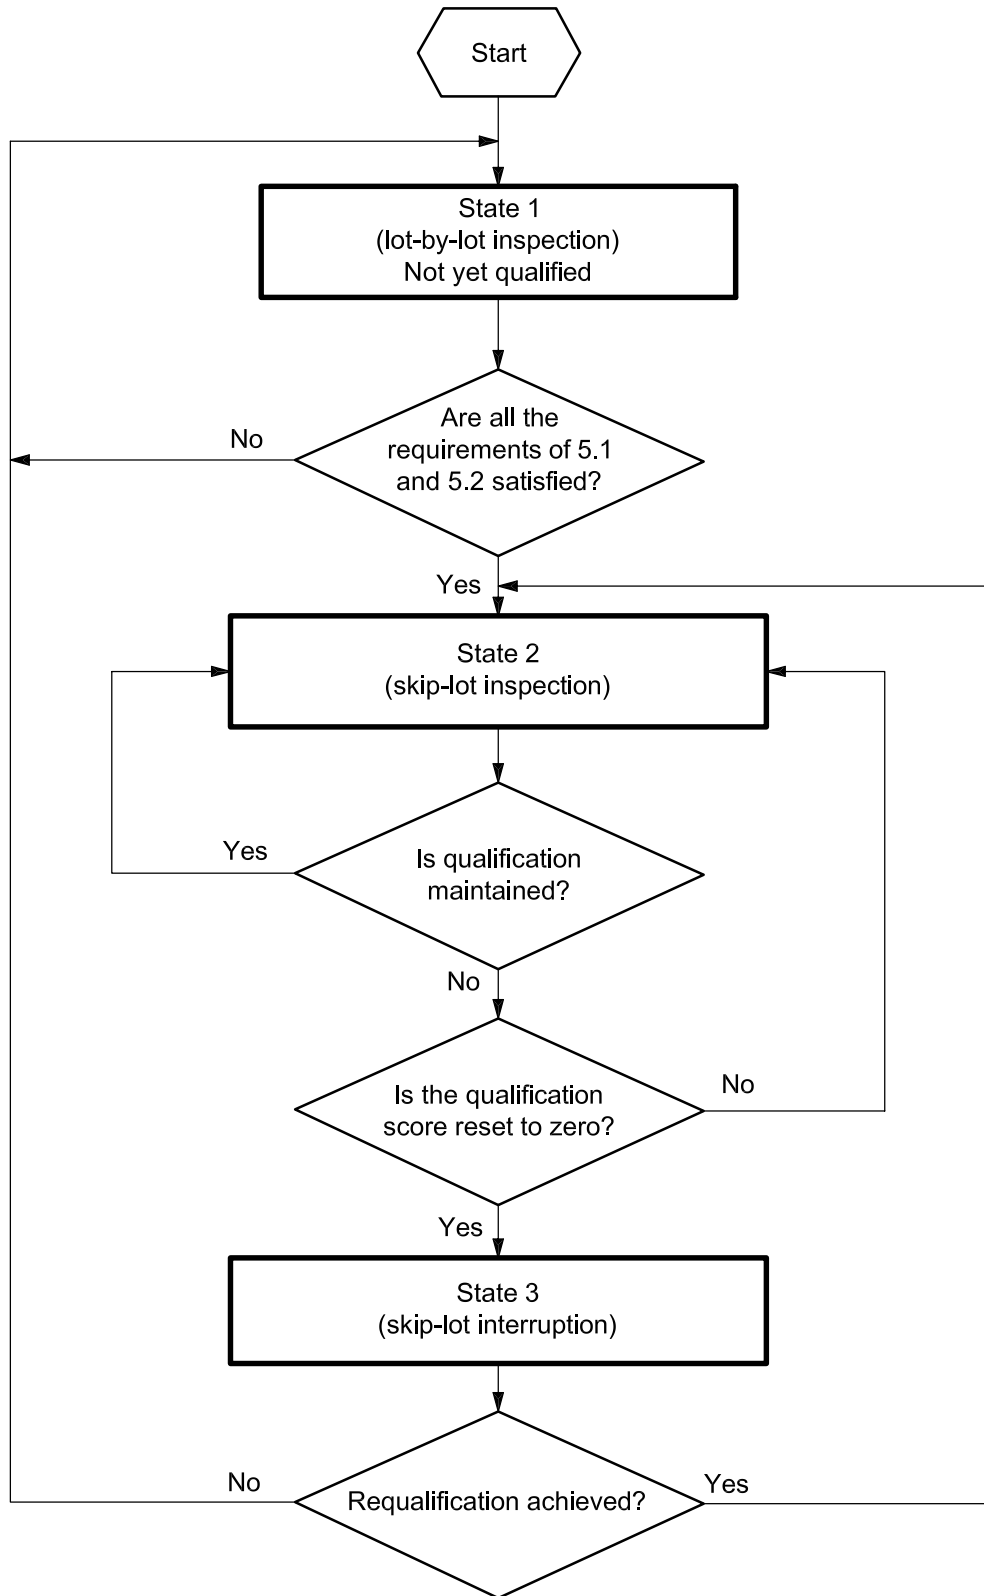 Start
State 1
(lot-by-lot inspection)
Not yet qualified
Are all the
requirements of 5.1
and 5.2 satisfied?
No
Yes
State 2
(skip-lot inspection)
Yes
Is qualification
maintained?
No
Is the qualification
score reset to zero?
No
Yes
State 3
(skip-lot interruption)
No
Requalification achieved?
Yes